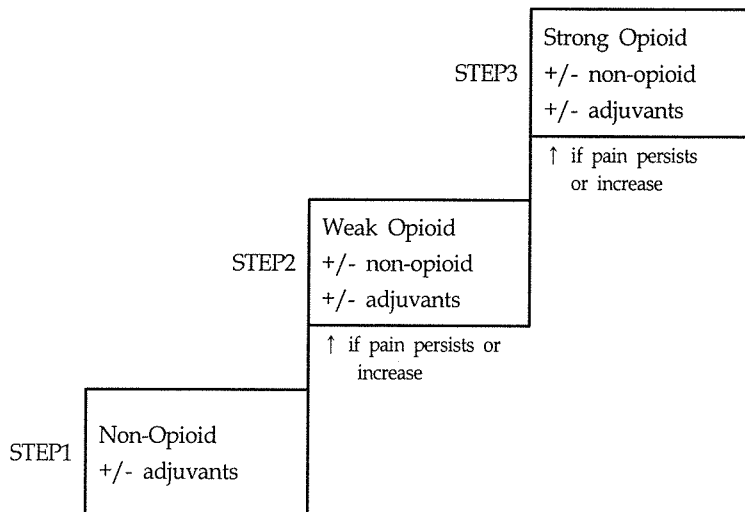 Strong Opioid
STEP3
+/- non-opioid
+/- adjuvants
↑ if pain persists
or increase
Weak Opioid
STEP2
+/- non-opioid
+/- adjuvants
↑ if pain persists or
increase
Non-Opioid
STEP1
+/- adjuvants